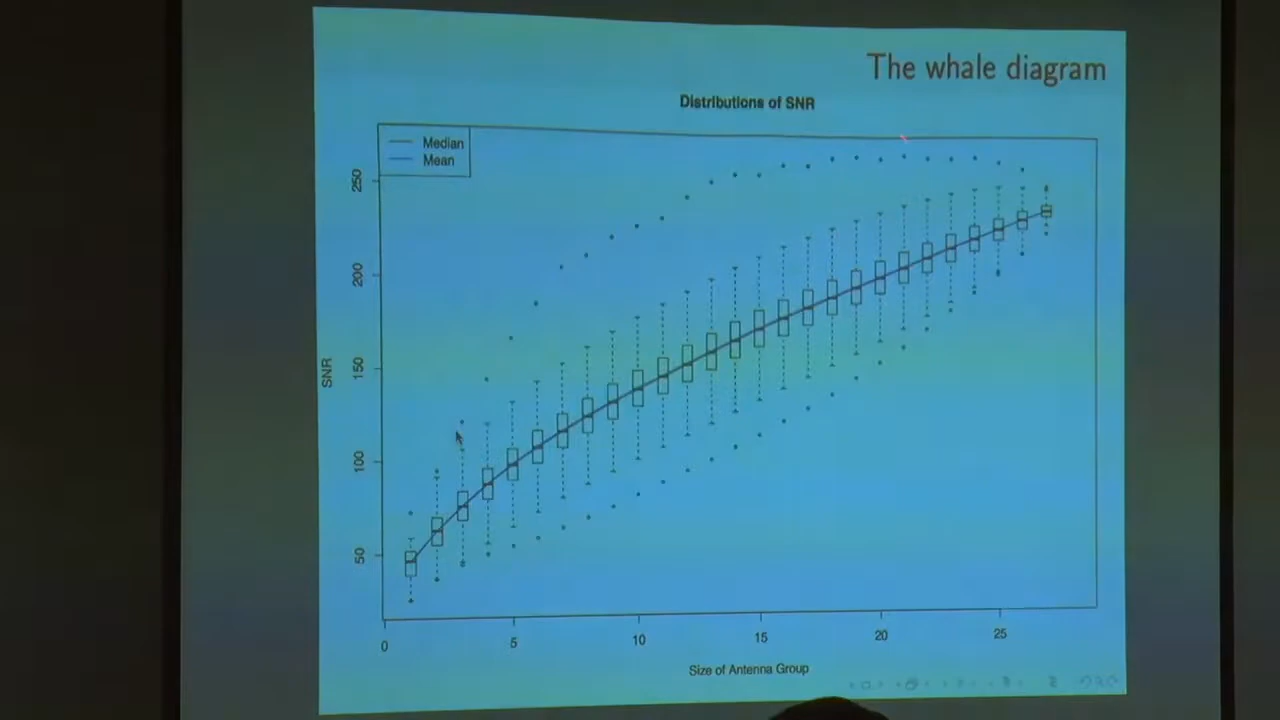 The whale diagram
Distributions of SNR
Median
Mean
250
200
150
100
50
SNR
0 5 10 15 20 25
Size of Antenna Group